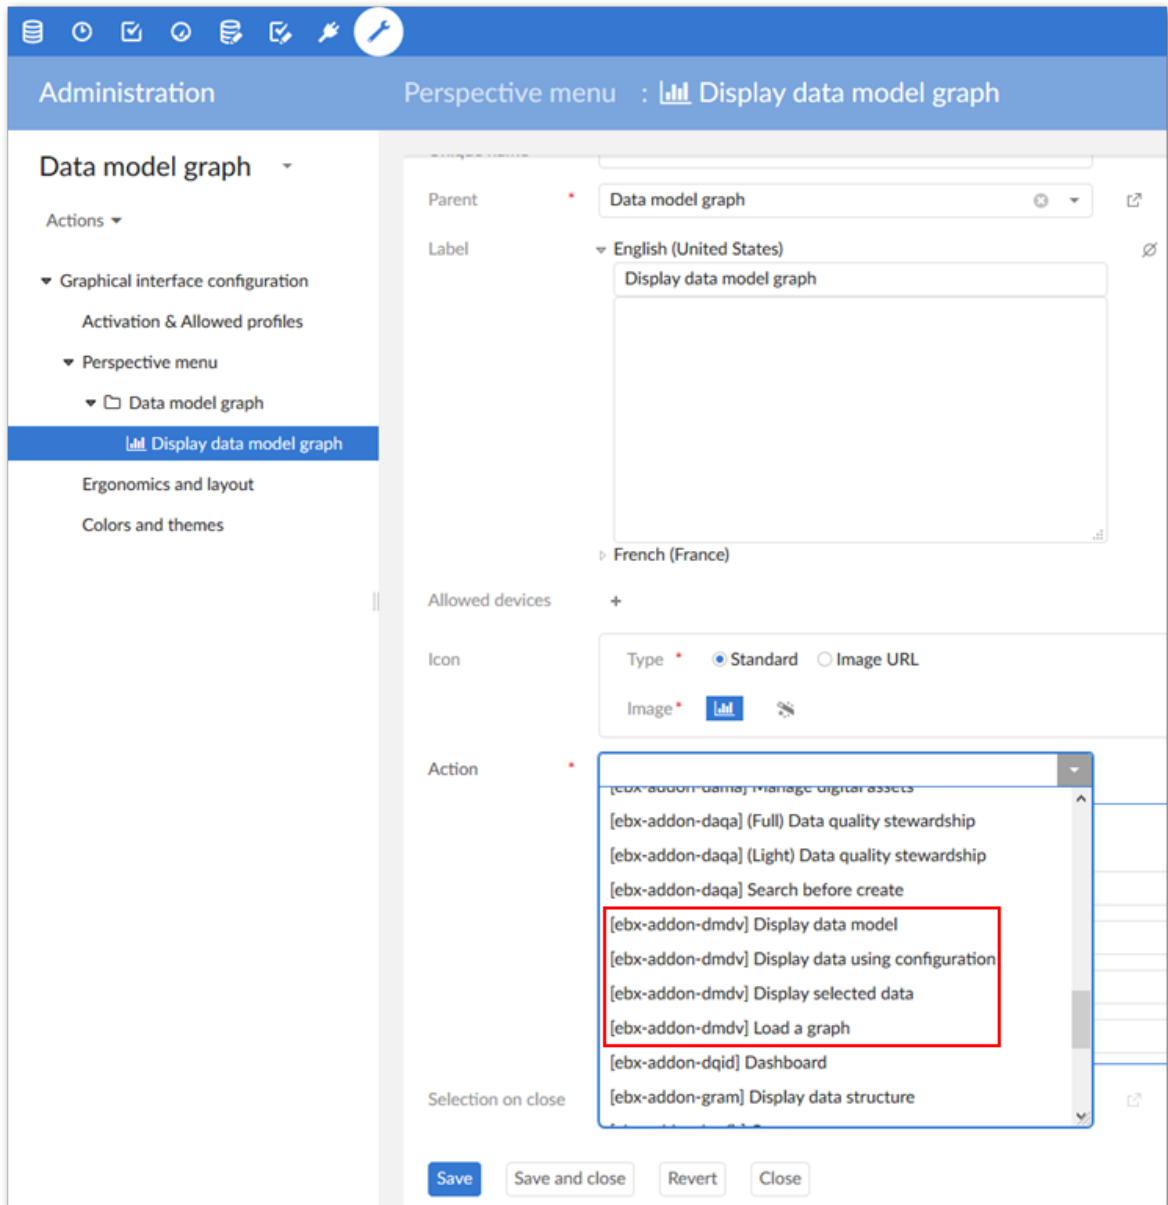 Administration
Perspective menu : Display data model graph
Data model graph
Actions
Graphical interface configuration
Activation & Allowed profiles
Perspective menu
Data model graph
Display data model graph
Ergonomics and layout
Colors and themes
Parent * Data model graph
Label English (United States)
Display data model graph
French (France)
Allowed devices +
Icon Type * Standard Image URL
Image *
Action *
[ebx-addon-dama] Manage digital assets
[ebx-addon-daqa] (Full) Data quality stewardship
[ebx-addon-daqa] (Light) Data quality stewardship
[ebx-addon-daqa] Search before create
[ebx-addon-dmdv] Display data model
[ebx-addon-dmdv] Display data using configuration
[ebx-addon-dmdv] Display selected data
[ebx-addon-dmdv] Load a graph
[ebx-addon-dqid] Dashboard
[ebx-addon-gram] Display data structure
Selection on close
Save Save and close Revert Close